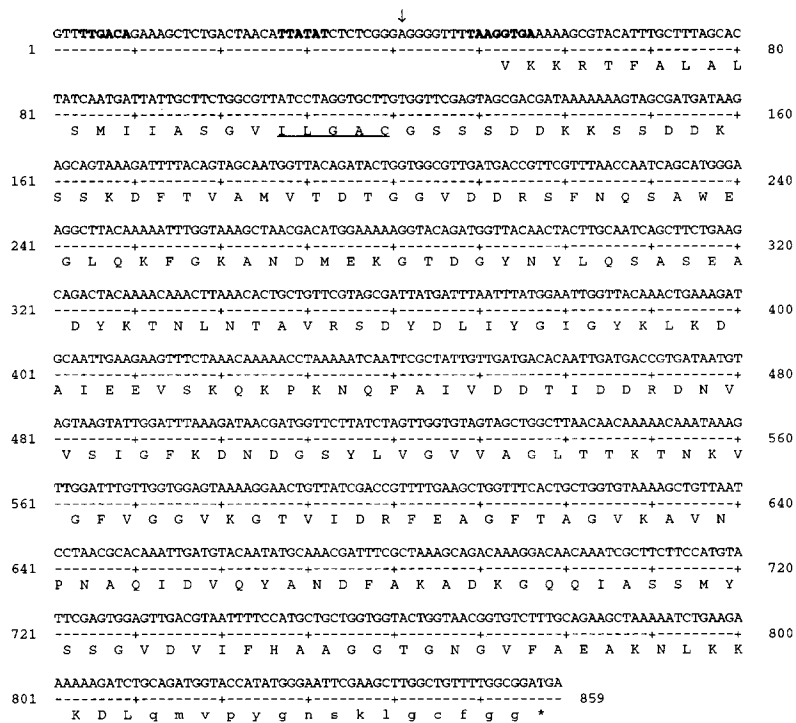 ↓
GTTTTGACAGAAAGCTCTGACTAACATTATATCTCTCGGGAGGGGTTTTAAGGTGAAAAAGCGTACATTTGCTTTAGCAC
1 ---------+---------+---------+---------+---------+---------+---------+---------+ 80
V K K R T F A L A L
TATCAATGATTATTGCTTCTGGCGTTATCCTAGGTGCTTGTGGTTCGAGTAGCGACGATAAAAAAAGTAGCGATGATAAG
81 ---------+---------+---------+---------+---------+---------+---------+---------+ 160
S M I I A S G V I L G A C G S S S D D K K S S D D K
AGCAGTAAAGATTTTACAGTAGCAATGGTTACAGATACTGGTGGCGTTGATGACCGTTCGTTTAACCAATCAGCATGGGA
161 ---------+---------+---------+---------+---------+---------+---------+---------+ 240
S S K D F T V A M V T D T G G V D D R S F N Q S A W E
AGGCTTACAAAAATTTGGTAAAGCTAACGACATGGAAAAAGGTACAGATGGTTACAACTACTTGCAATCAGCTTCTGAAG
241 ---------+---------+---------+---------+---------+---------+---------+---------+ 320
G L Q K F G K A N D M E K G T D G Y N Y L Q S A S E A
CAGACTACAAAACAAACTTAAACACTGCTGTTCGTAGCGATTATGATTTAATTTATGGAATTGGTTACAAACTGAAAGAT
321 ---------+---------+---------+---------+---------+---------+---------+---------+ 400
D Y K T N L N T A V R S D Y D L I Y G I G Y K L K D
GCAATTGAAGAAGTTTCTAAACAAAAACCTAAAAATCAATTCGCTATTGTTGATGACACAATTGATGACCGTGATAATGT
401 ---------+---------+---------+---------+---------+---------+---------+---------+ 480
A I E E V S K Q K P K N Q F A I V D D T I D D R D N V
AGTAAGTATTGGATTTAAAGATAACGATGGTTCTTATCTAGTTGGTGTAGTAGCTGGCTTAACAACAAAAACAAATAAAG
481 ---------+---------+---------+---------+---------+---------+---------+---------+ 560
V S I G F K D N D G S Y L V G V V A G L T T K T N K V
TTGGATTTGTTGGTGGAGTAAAAGGAACTGTTATCGACCGTTTTGAAGCTGGTTTCACTGCTGGTGTAAAAGCTGTTAAT
561 ---------+---------+---------+---------+---------+---------+---------+---------+ 640
G F V G G V K G T V I D R F E A G F T A G V K A V N
CCTAACGCACAAATTGATGTACAATATGCAAACGATTTCGCTAAAGCAGACAAAGGACAACAAATCGCTTCTTCCATGTA
641 ---------+---------+---------+---------+---------+---------+---------+---------+ 720
P N A Q I D V Q Y A N D F A K A D K G Q Q I A S S M Y
TTCGAGTGGAGTTGACGTAATTTTCCATGCTGCTGGTGGTACTGGTAACGGTGTCTTTGCAGAAGCTAAAAATCTGAAGA
721 ---------+---------+---------+---------+---------+---------+---------+---------+ 800
S S G V D V I F H A A G G T G N G V F A E A K N L K K
AAAAAGATCTGCAGATGGTACCATATGGGAATTCGAAGCTTGGCTGTTTTGGCGGATGA
801 ---------+---------+---------+---------+---------+--------- 859
K D L q m v p y g n s k l g c f g g *